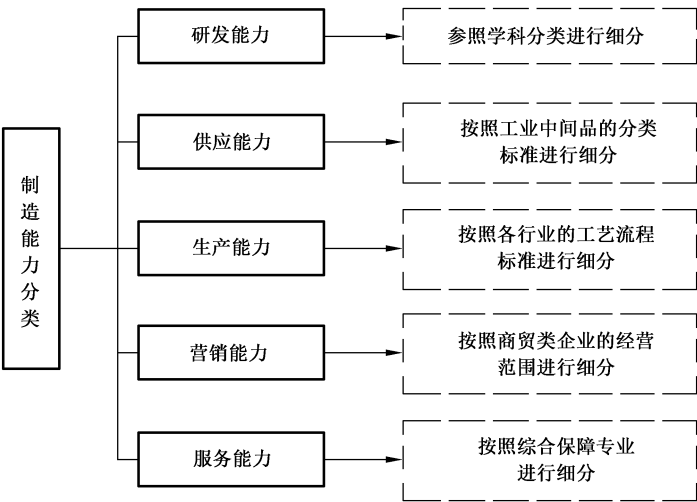 制造能力分类
研发能力
参照学科分类进行细分
供应能力
按照工业中间品的分类
标准进行细分
生产能力
按照各行业的工艺流程
标准进行细分
营销能力
按照商贸类企业的经营
范围进行细分
服务能力
按照综合保障专业
进行细分